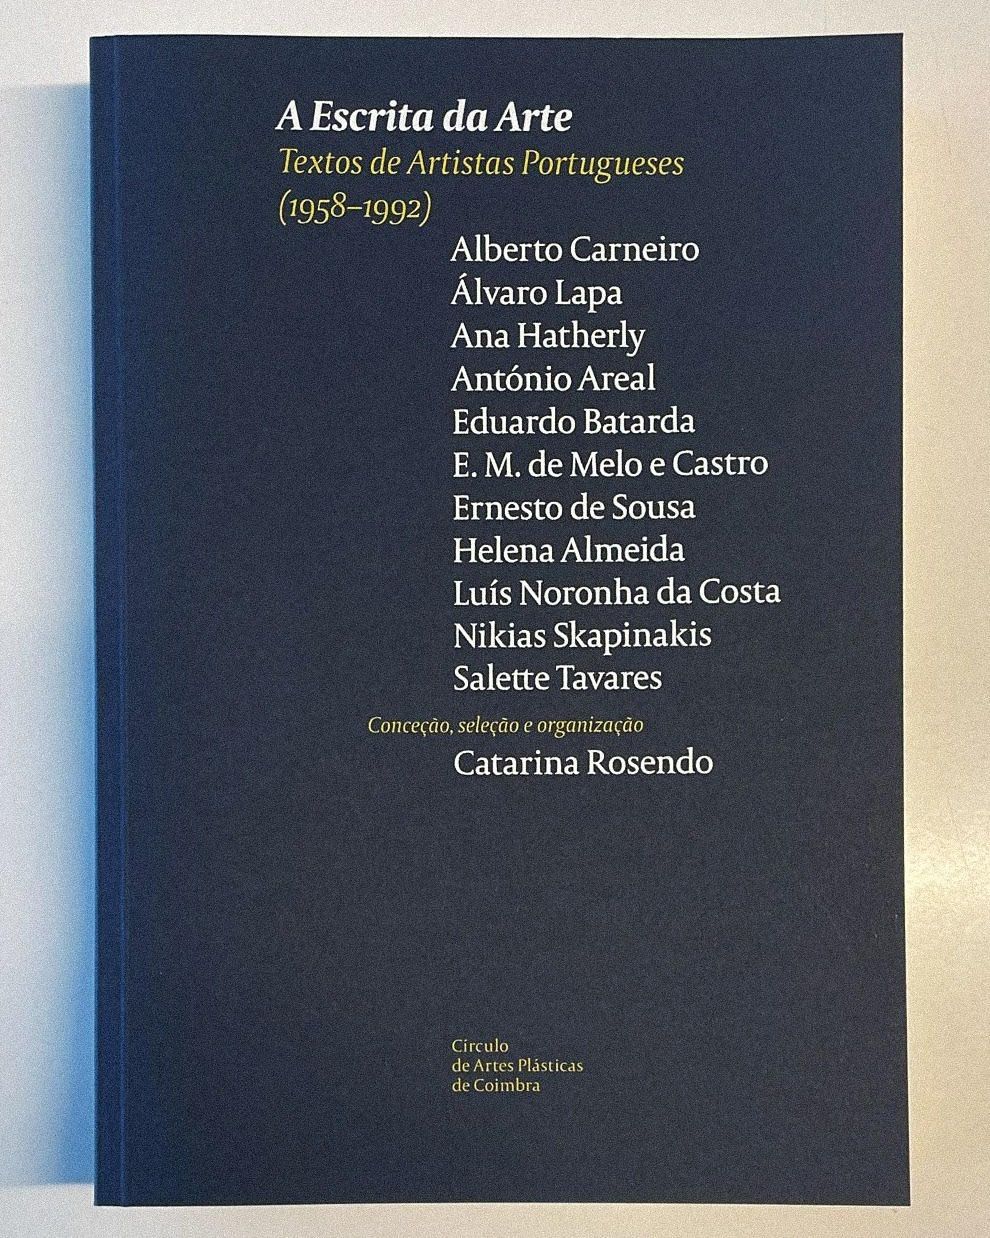 A Escrita da Arte
Textos de Artistas Portugueses
(1958–1992)
Alberto Carneiro
Álvaro Lapa
Ana Hatherly
António Areal
Eduardo Batarda
E. M. de Melo e Castro
Ernesto de Sousa
Helena Almeida
Luís Noronha da Costa
Nikias Skapinakis
Salette Tavares
Conceção, seleção e organização
Catarina Rosendo
Círculo
de Artes Plásticas
de Coimbra